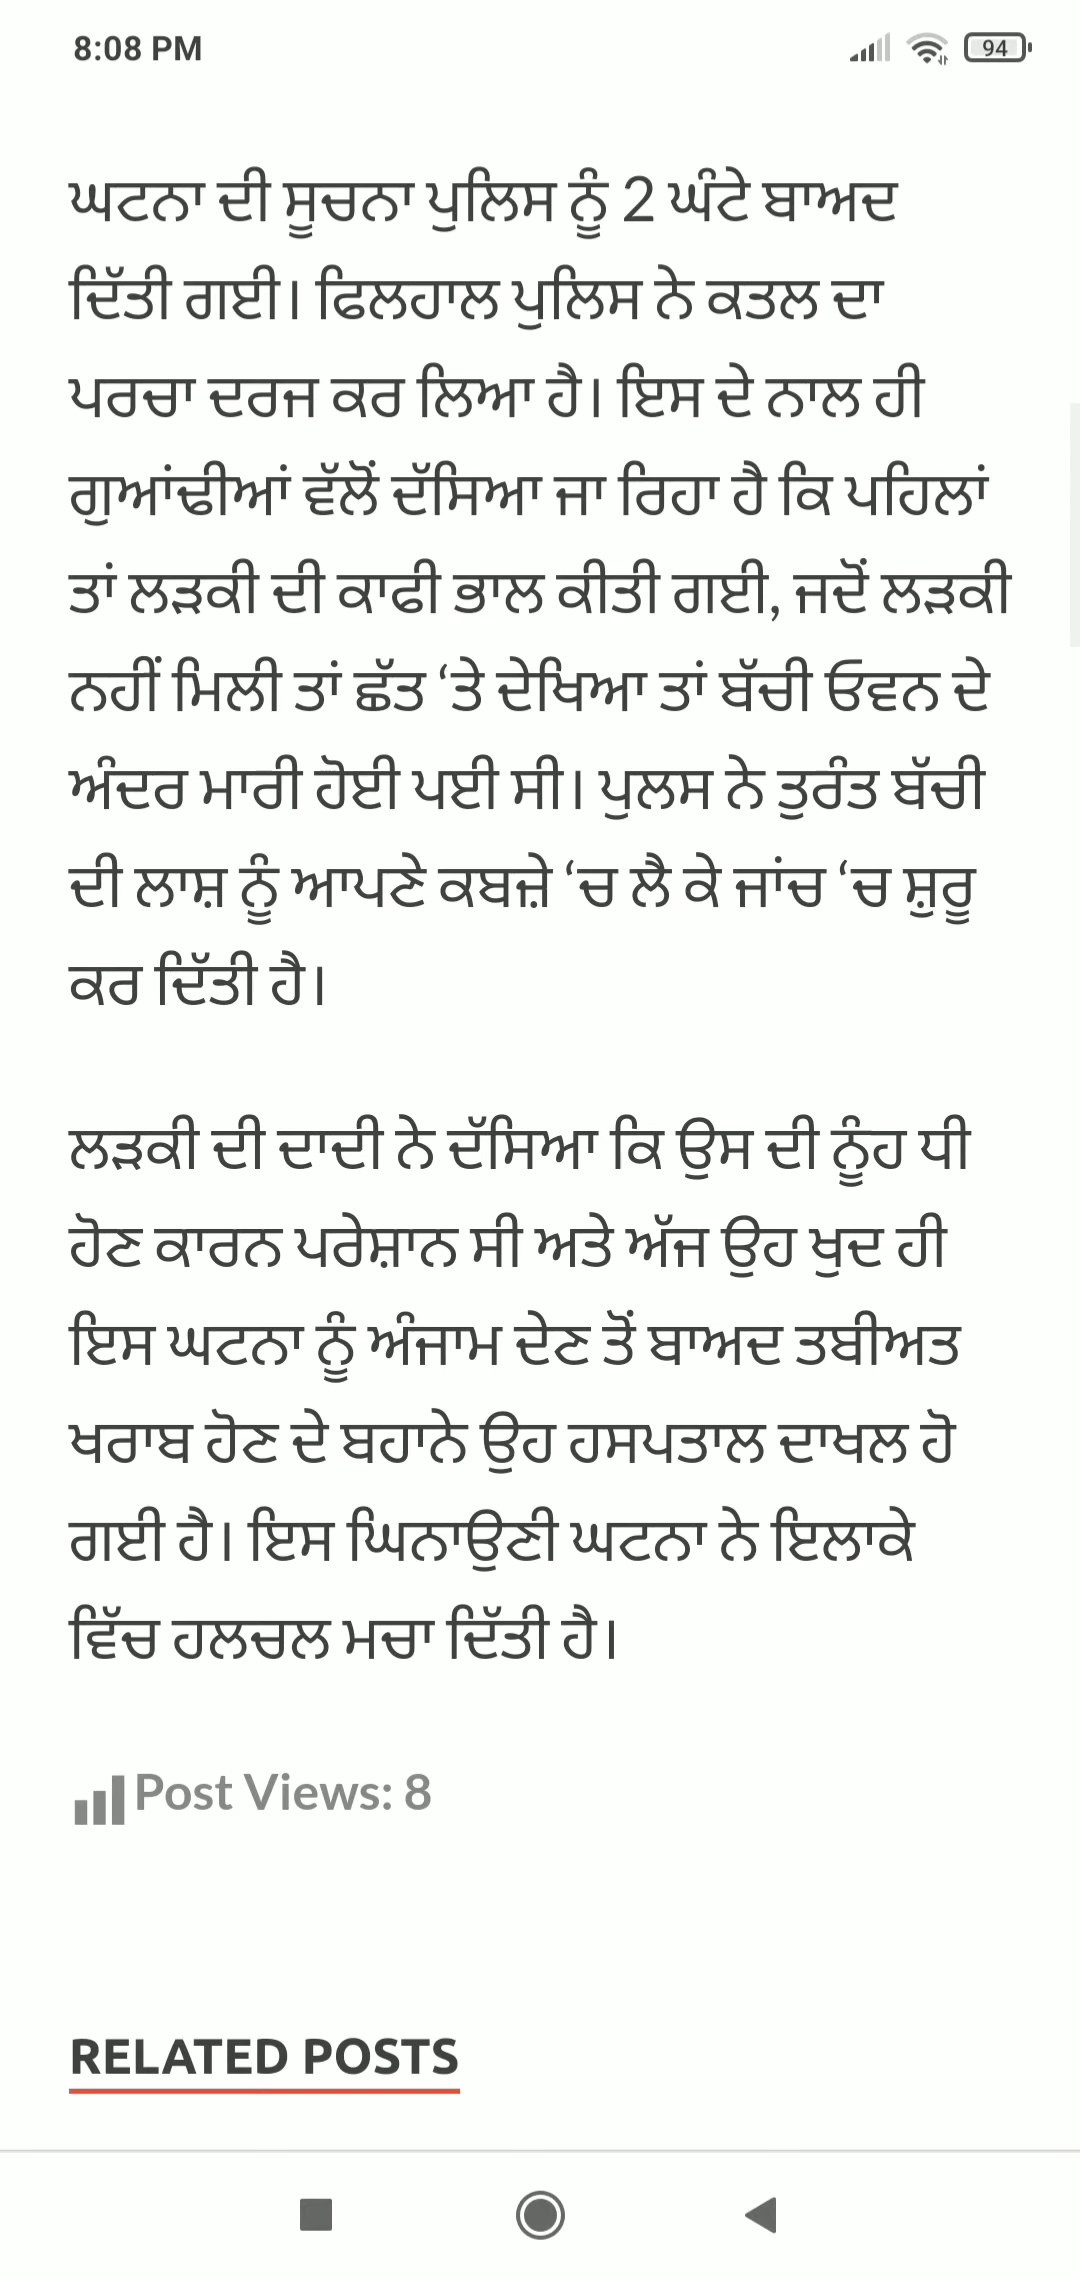 8:08 PM
94
ਘਟਨਾ ਦੀ ਸੂਚਨਾ ਪੁਲਿਸ ਨੂੰ 2 ਘੰਟੇ ਬਾਅਦ
ਦਿੱਤੀ ਗਈ। ਫਿਲਹਾਲ ਪੁਲਿਸ ਨੇ ਕਤਲ ਦਾ
ਪਰਚਾ ਦਰਜ ਕਰ ਲਿਆ ਹੈ। ਇਸ ਦੇ ਨਾਲ ਹੀ
ਗੁਆਂਢੀਆਂ ਵੱਲੋਂ ਦੱਸਿਆ ਜਾ ਰਿਹਾ ਹੈ ਕਿ ਪਹਿਲਾਂ
ਤਾਂ ਲੜਕੀ ਦੀ ਕਾਫੀ ਭਾਲ ਕੀਤੀ ਗਈ, ਜਦੋਂ ਲੜਕੀ
ਨਹੀਂ ਮਿਲੀ ਤਾਂ ਛੱਤ ‘ਤੇ ਦੇਖਿਆ ਤਾਂ ਬੱਚੀ ਓਵਨ ਦੇ
ਅੰਦਰ ਮਾਰੀ ਹੋਈ ਪਈ ਸੀ। ਪੁਲਸ ਨੇ ਤੁਰੰਤ ਬੱਚੀ
ਦੀ ਲਾਸ਼ ਨੂੰ ਆਪਣੇ ਕਬਜ਼ੇ ‘ਚ ਲੈ ਕੇ ਜਾਂਚ ‘ਚ ਸ਼ੁਰੂ
ਕਰ ਦਿੱਤੀ ਹੈ।
ਲੜਕੀ ਦੀ ਦਾਦੀ ਨੇ ਦੱਸਿਆ ਕਿ ਉਸ ਦੀ ਨੂੰਹ ਧੀ
ਹੋਣ ਕਾਰਨ ਪਰੇਸ਼ਾਨ ਸੀ ਅਤੇ ਅੱਜ ਉਹ ਖੁਦ ਹੀ
ਇਸ ਘਟਨਾ ਨੂੰ ਅੰਜਾਮ ਦੇਣ ਤੋਂ ਬਾਅਦ ਤਬੀਅਤ
ਖਰਾਬ ਹੋਣ ਦੇ ਬਹਾਨੇ ਉਹ ਹਸਪਤਾਲ ਦਾਖਲ ਹੋ
ਗਈ ਹੈ। ਇਸ ਘਿਨਾਉਣੀ ਘਟਨਾ ਨੇ ਇਲਾਕੇ
ਵਿੱਚ ਹਲਚਲ ਮਚਾ ਦਿੱਤੀ ਹੈ।
Post Views: 8
RELATED POSTS